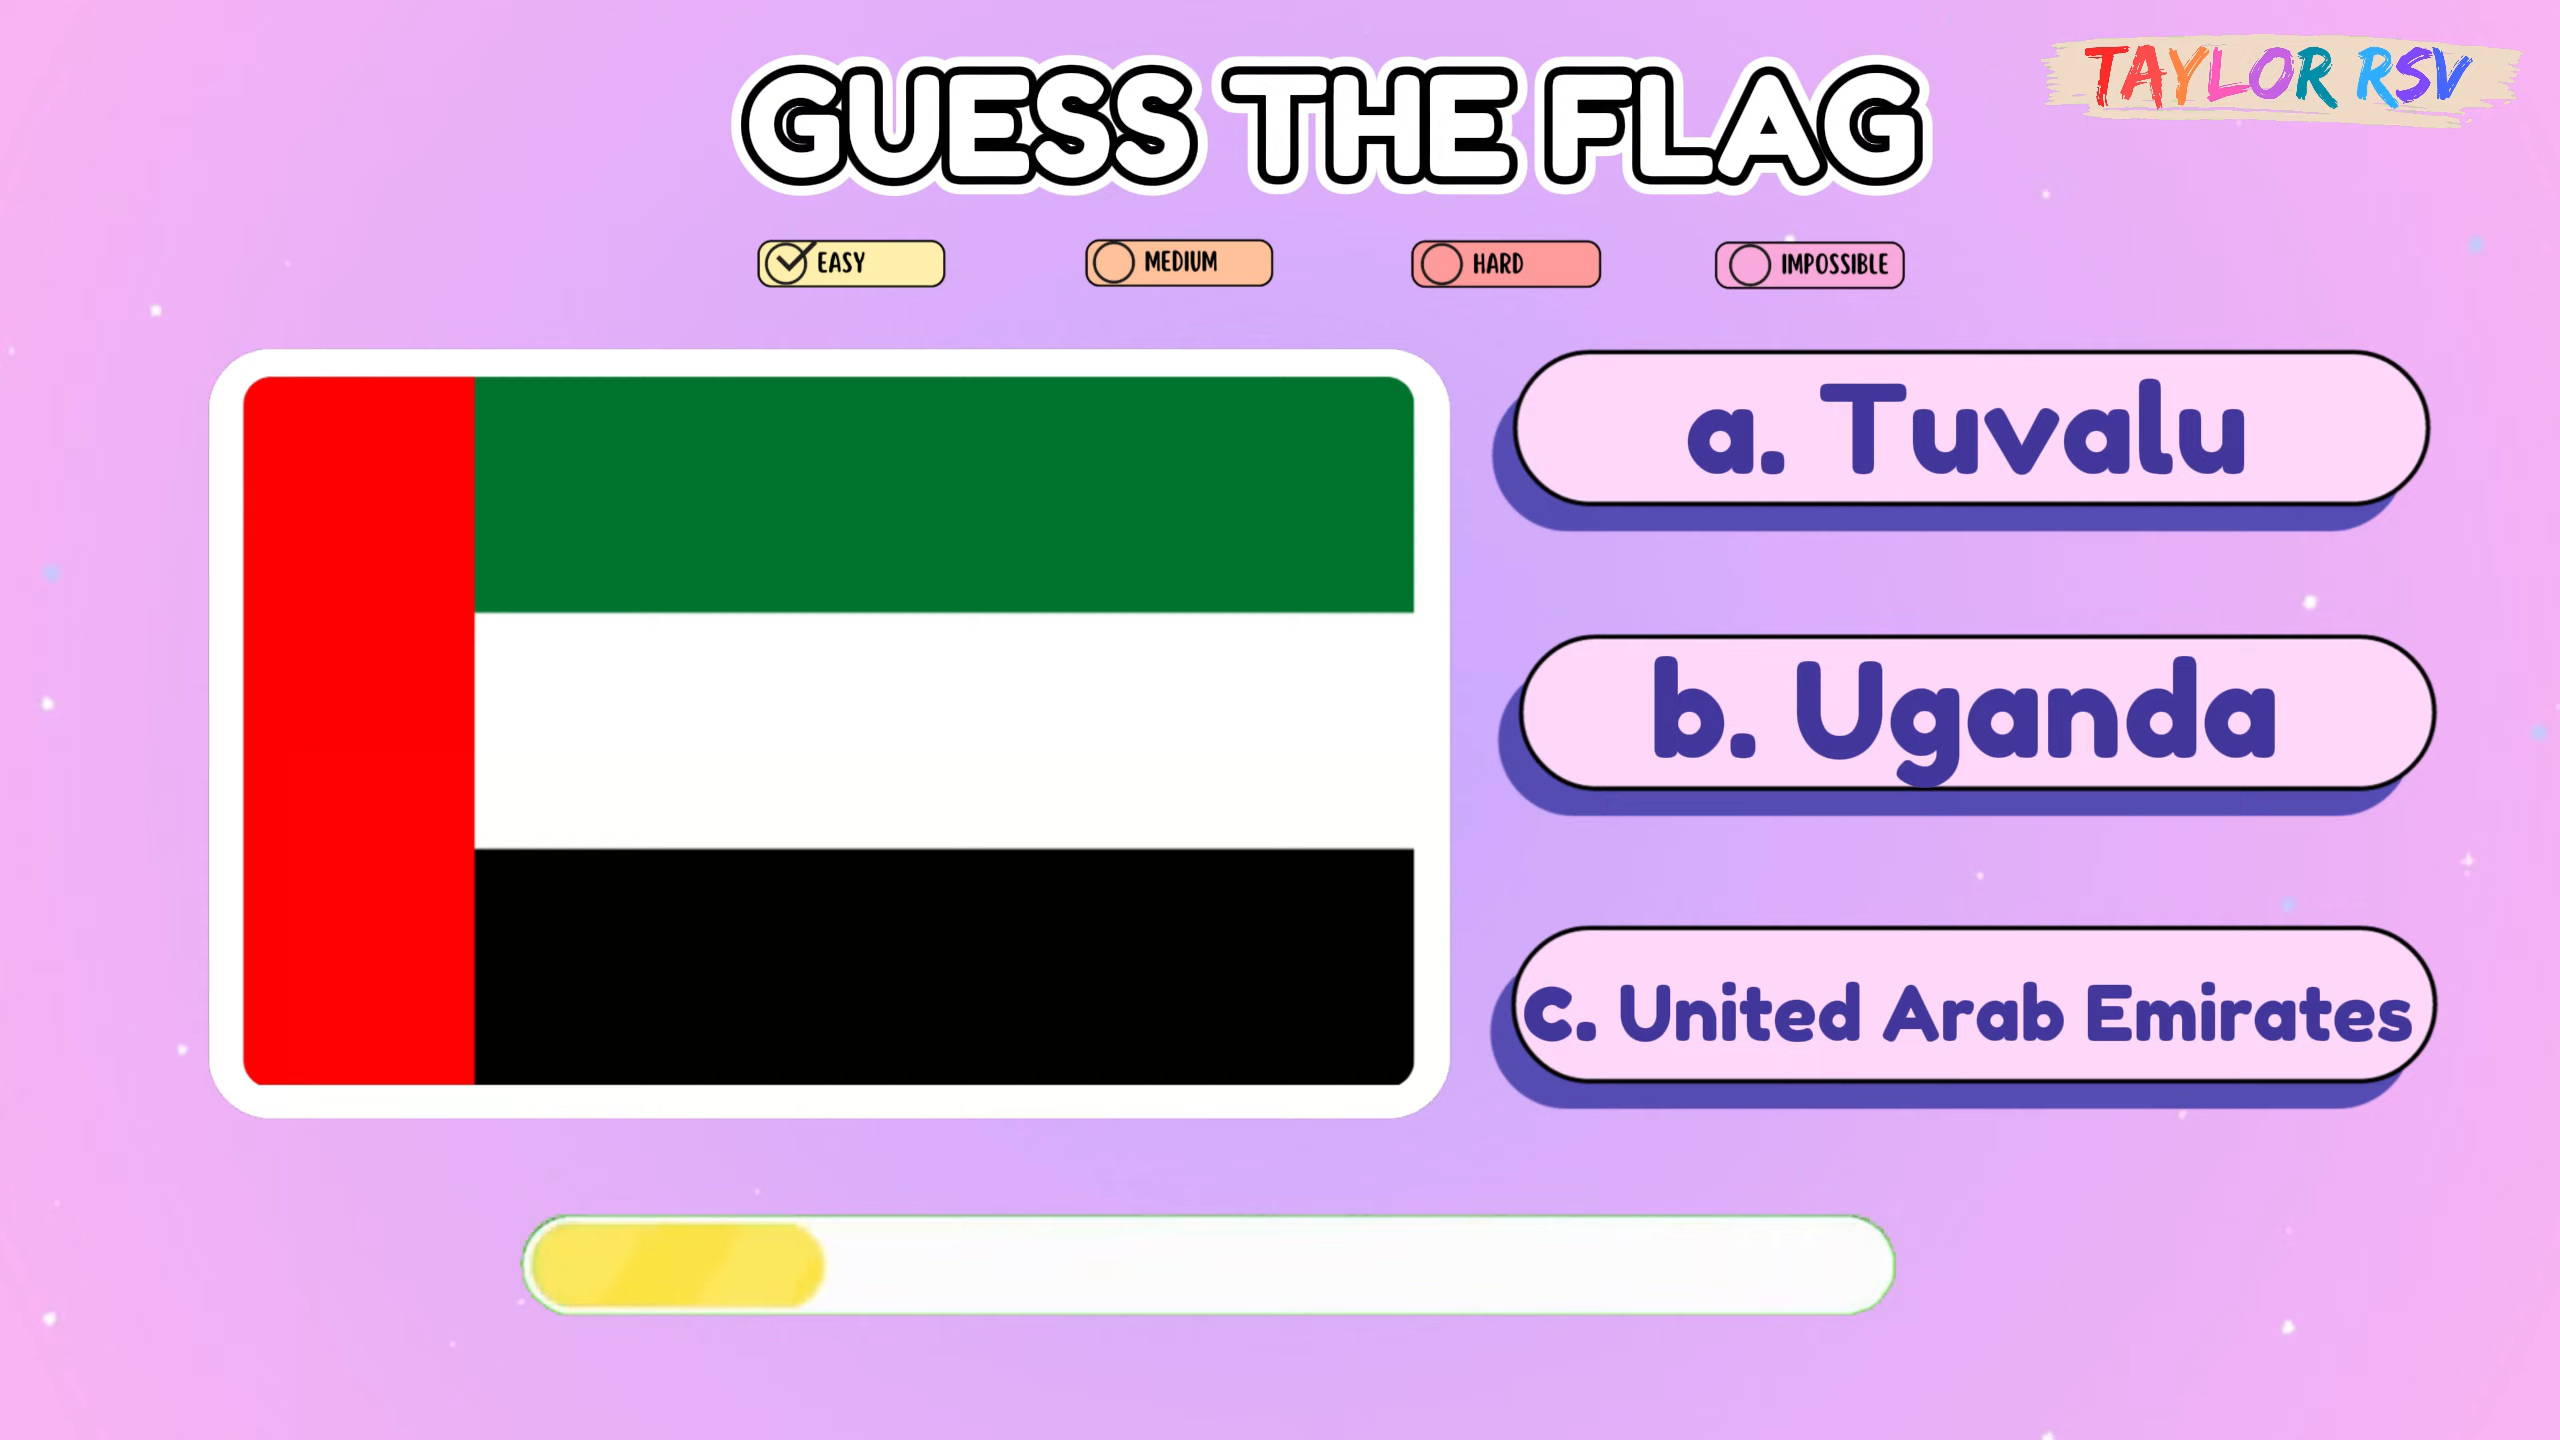 GUESS THE FLAG
TAYLOR RSV
EASY
MEDIUM
HARD
IMPOSSIBLE
a. Tuvalu
b. Uganda
c. United Arab Emirates